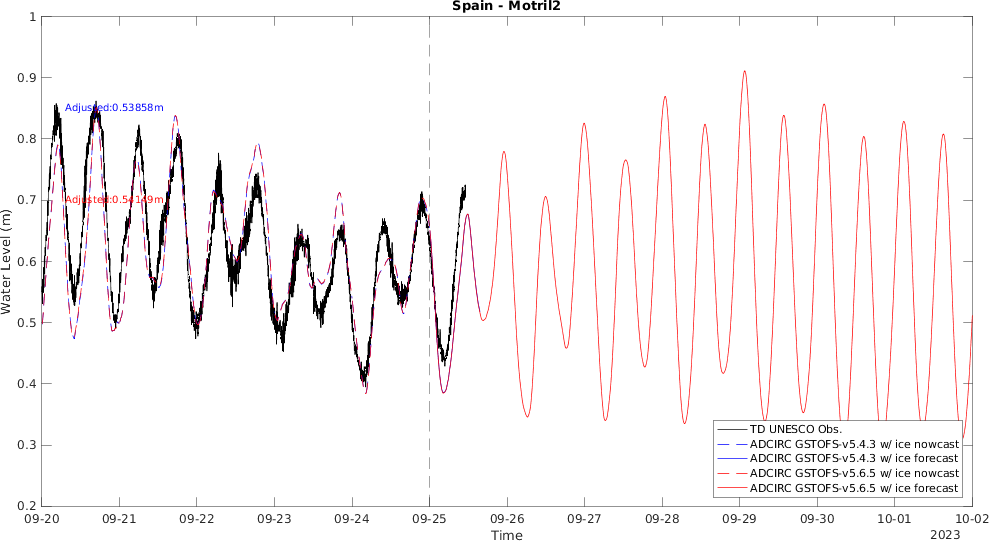 Spain - Motril2
1
0.9
0.8
0.7
0.6
0.5
0.4
0.3
0.2
Water Level (m)
Adjusted:0.53858m
Adjusted:0.54149m
TD UNESCO Obs.
ADCIRC GSTOFS-v5.4.3 w/ ice nowcast
ADCIRC GSTOFS-v5.4.3 w/ ice forecast
ADCIRC GSTOFS-v5.6.5 w/ ice nowcast
ADCIRC GSTOFS-v5.6.5 w/ ice forecast
09-20 09-21 09-22 09-23 09-24 09-25 09-26 09-27 09-28 09-29 09-30 10-01 10-02
Time
2023